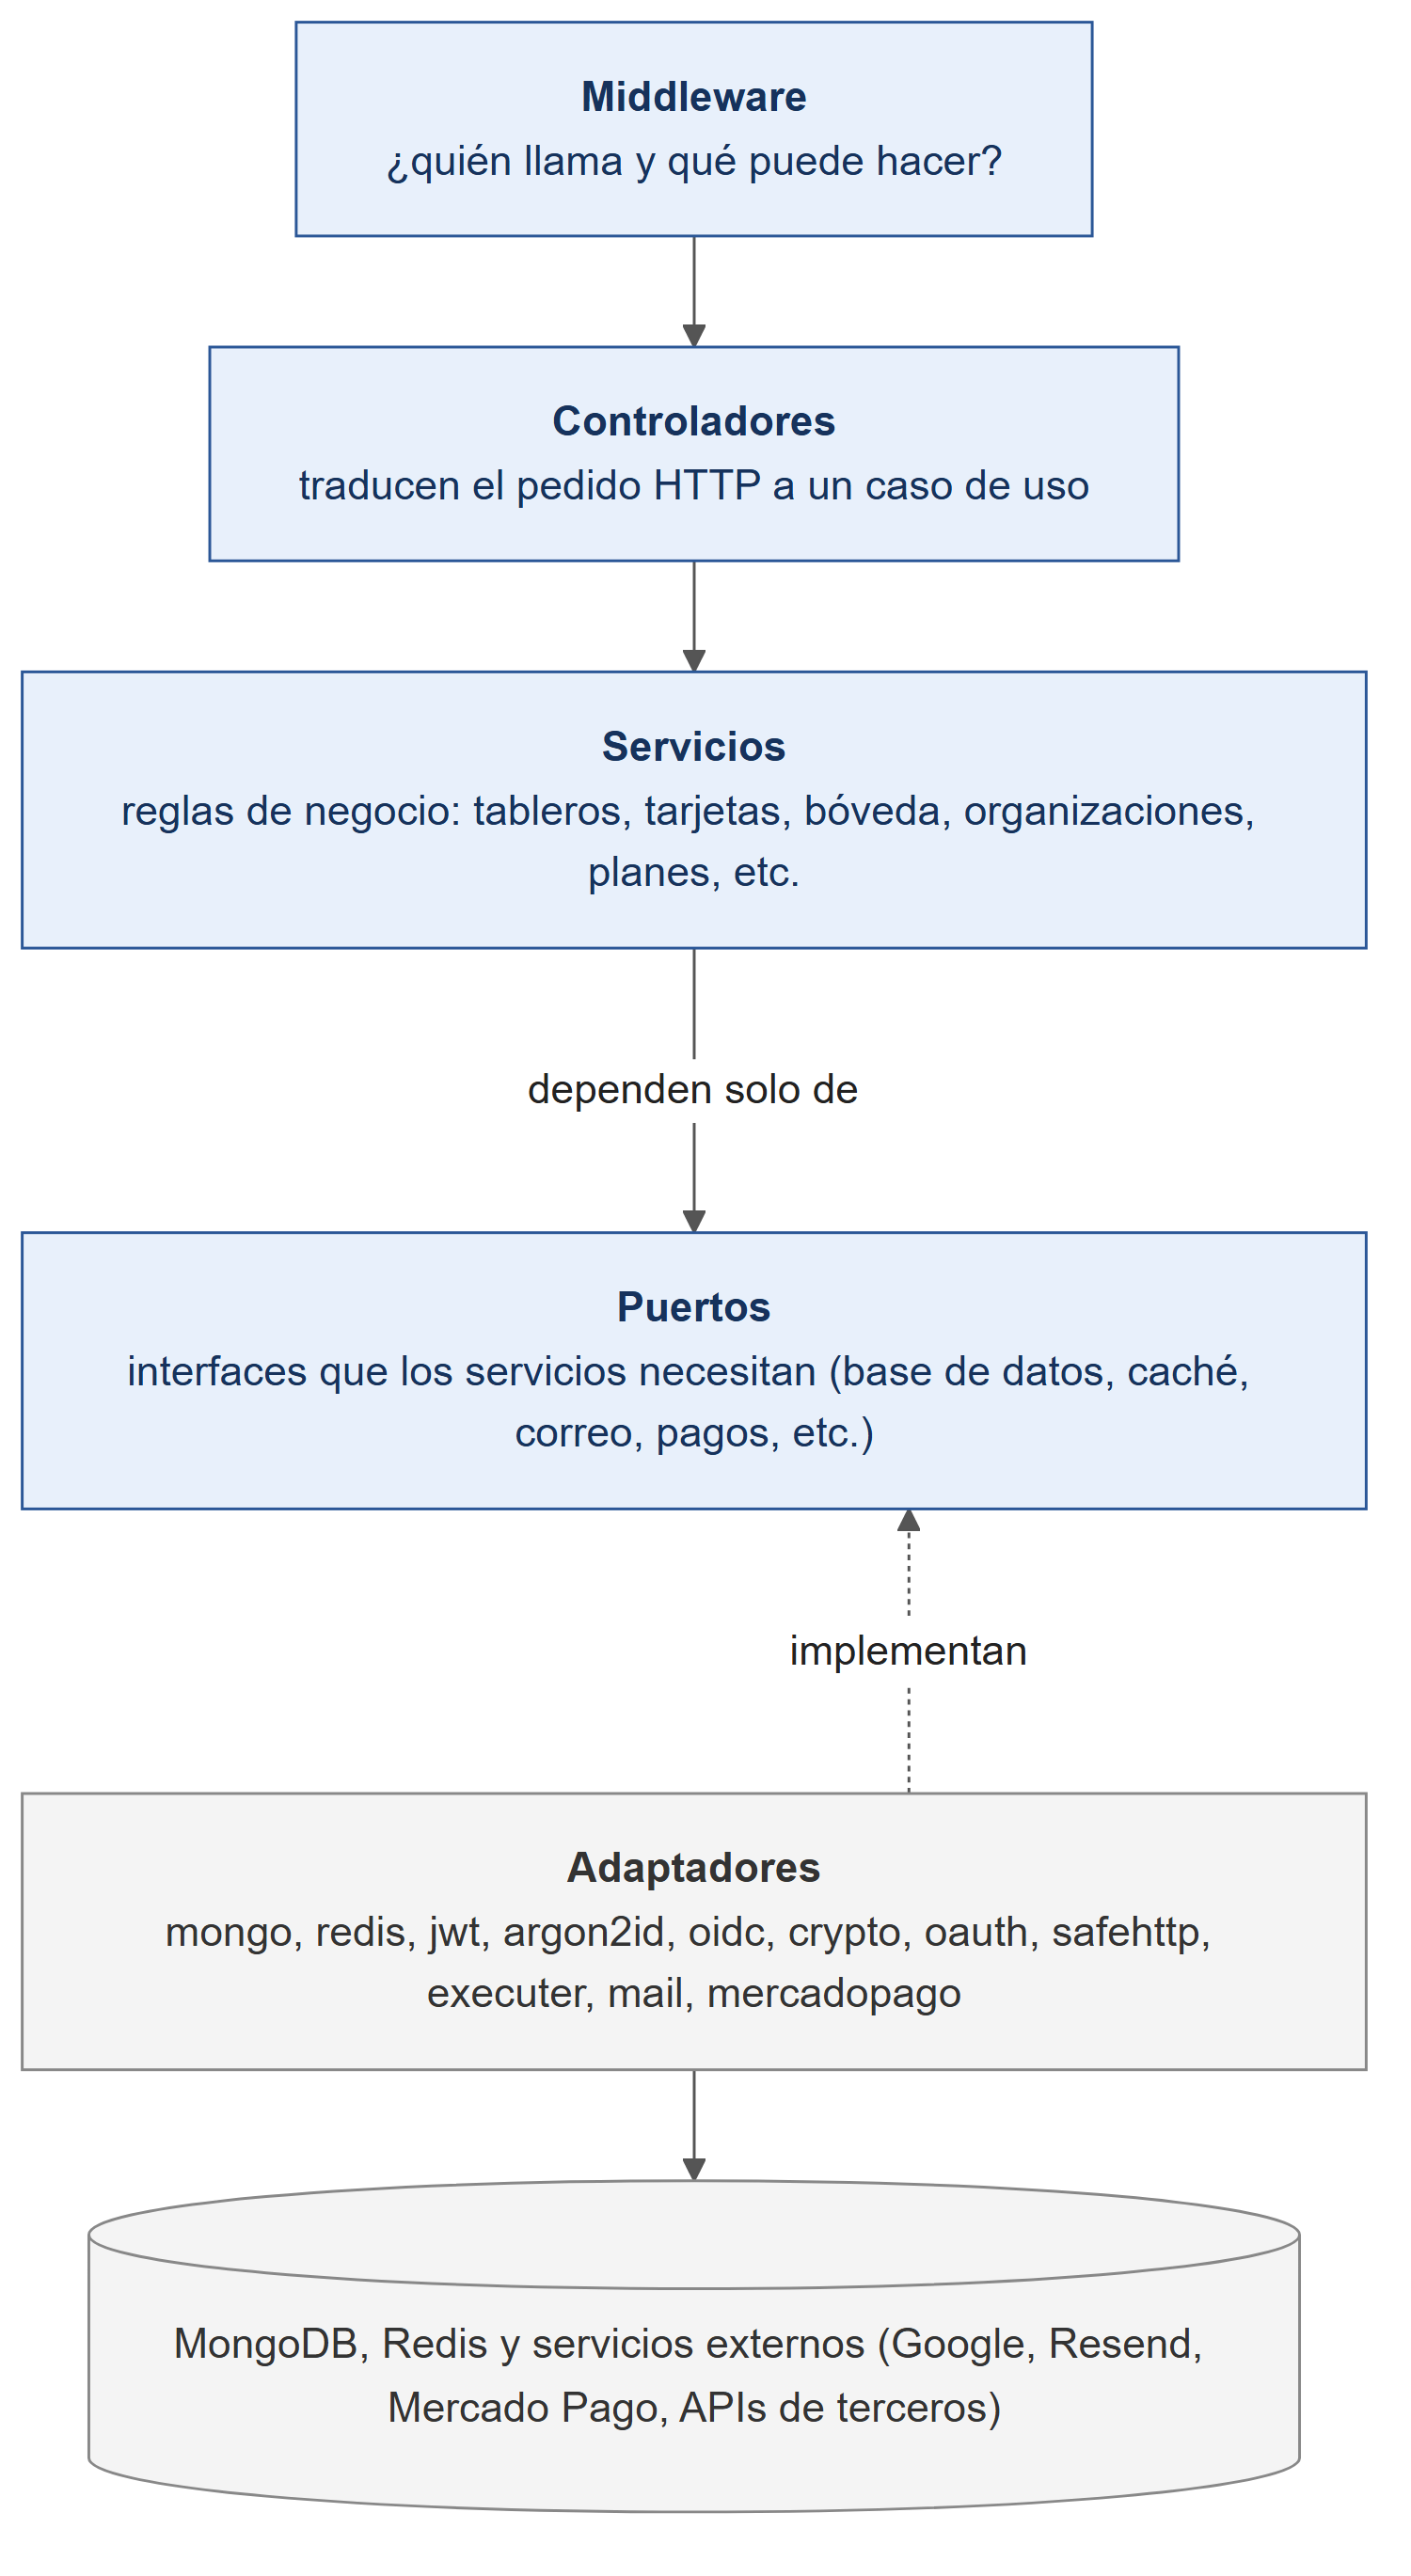 Middleware
¿quién llama y qué puede hacer?
Controladores
traducen el pedido HTTP a un caso de uso
Servicios
reglas de negocio: tableros, tarjetas, bóveda, organizaciones,
planes, etc.
dependen solo de
Puertos
interfaces que los servicios necesitan (base de datos, caché,
correo, pagos, etc.)
implementan
Adaptadores
mongo, redis, jwt, argon2id, oidc, crypto, oauth, safehttp,
executer, mail, mercadopago
MongoDB, Redis y servicios externos (Google, Resend,
Mercado Pago, APIs de terceros)